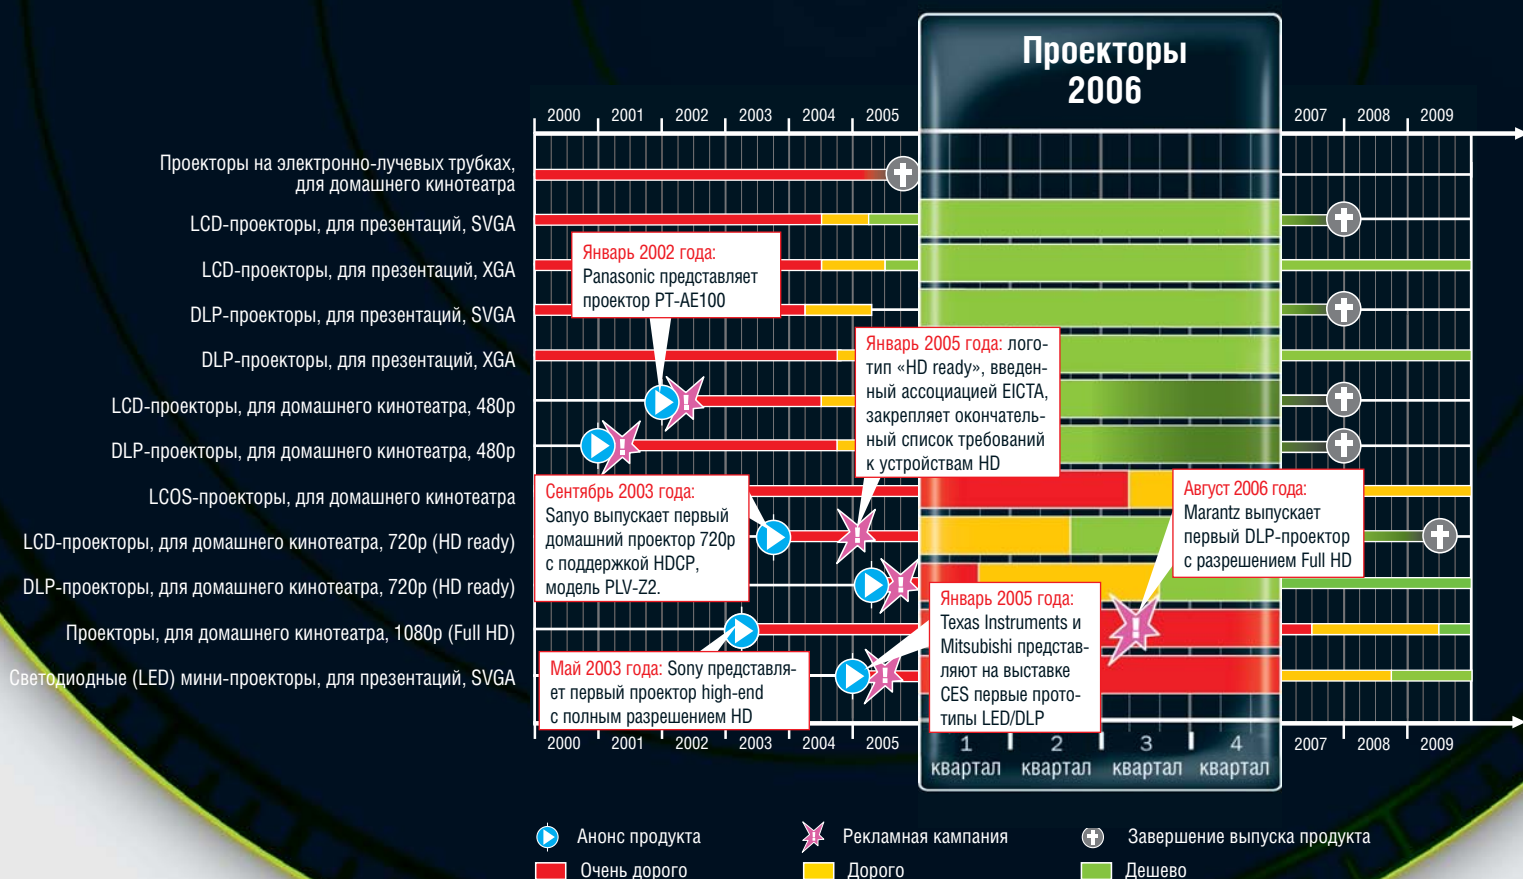 Проекторы
2006
2000 2001 2002 2003 2004 2005 2007 2008 2009
Проекторы на электронно-лучевых трубках,
для домашнего кинотеатра
LCD-проекторы, для презентаций, SVGA
LCD-проекторы, для презентаций, XGA
DLP-проекторы, для презентаций, SVGA
DLP-проекторы, для презентаций, XGA
LCD-проекторы, для домашнего кинотеатра, 480p
DLP-проекторы, для домашнего кинотеатра, 480p
LCOS-проекторы, для домашнего кинотеатра
LCD-проекторы, для домашнего кинотеатра, 720p (HD ready)
DLP-проекторы, для домашнего кинотеатра, 720p (HD ready)
Проекторы, для домашнего кинотеатра, 1080p (Full HD)
Светодиодные (LED) мини-проекторы, для презентаций, SVGA
Январь 2002 года:
Panasonic представляет
проектор PT-AE100
Январь 2005 года: лого-
тип «HD ready», введен-
ный ассоциацией EICTA,
закрепляет окончатель-
ный список требований
к устройствам HD
Сентябрь 2003 года:
Sanyo выпускает первый
домашний проектор 720p
с поддержкой HDCP,
модель PLV-Z2.
Август 2006 года:
Marantz выпускает
первый DLP-проектор
с разрешением Full HD
Январь 2005 года:
Texas Instruments и
Mitsubishi представ-
ляют на выставке
CES первые прото-
типы LED/DLP
Май 2003 года: Sony представля-
ет первый проектор high-end
с полным разрешением HD
2000 2001 2002 2003 2004 2005 2007 2008 2009
1 2 3 4
квартал квартал квартал квартал
Анонс продукта
Рекламная кампания
Завершение выпуска продукта
Очень дорого
Дорого
Дешево